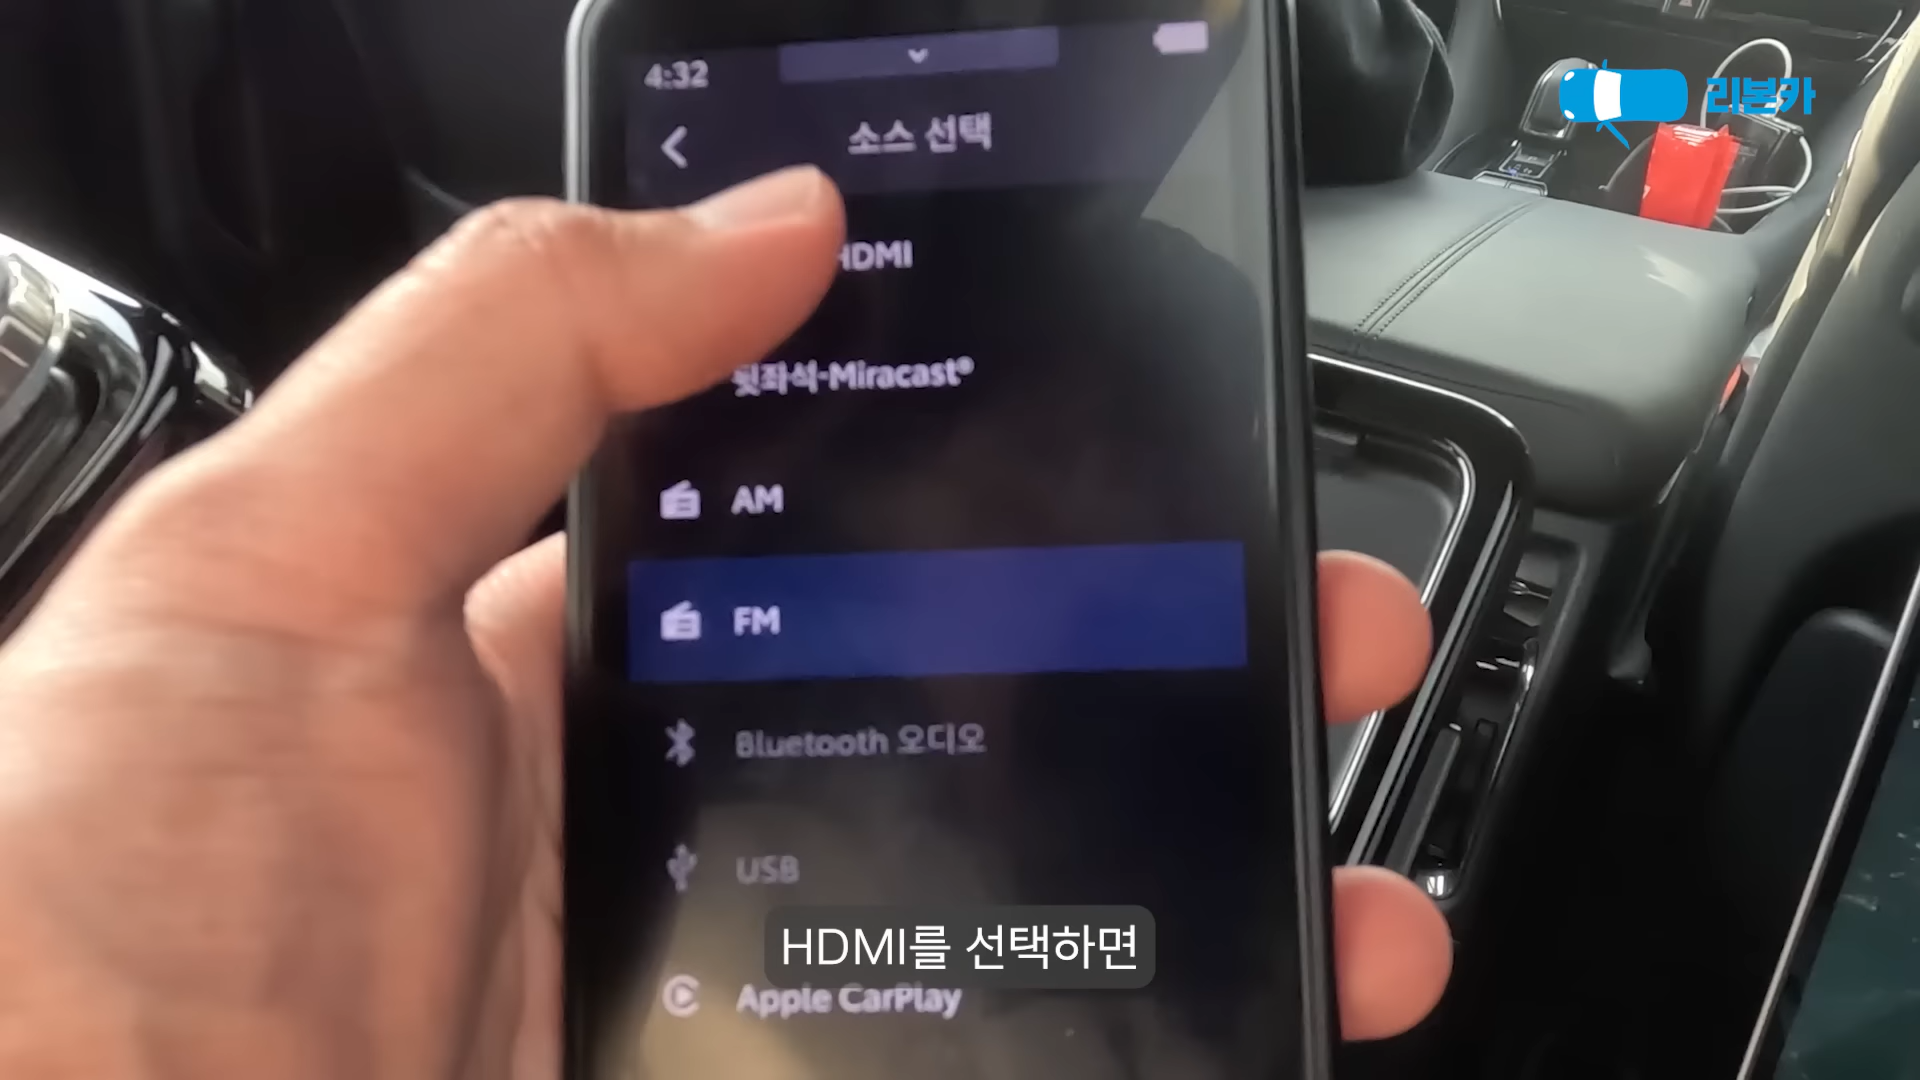 4:32
리본카
소스 선택
HDMI
뒷좌석-Miracast®
AM
FM
Bluetooth 오디오
USB
HDMI를 선택하면
Apple CarPlay